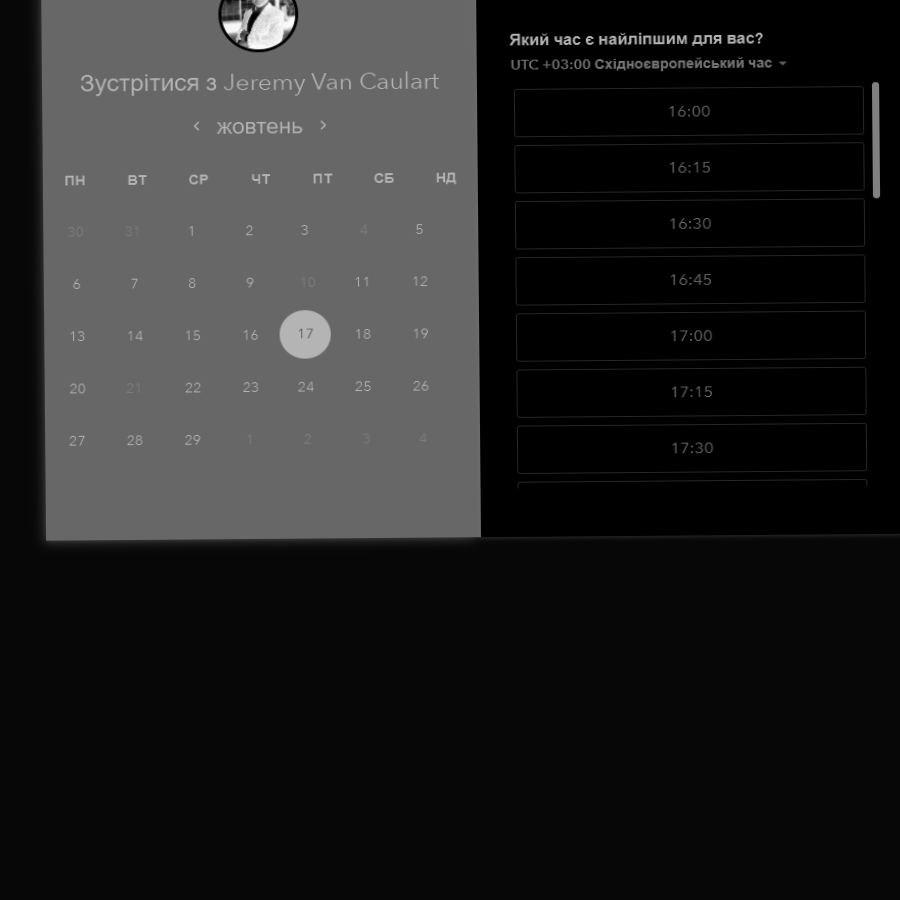 Зустрітися з Jeremy Van Caulart
‹ жовтень ›
ПН ВТ СР ЧТ ПТ СБ НД
30 31 1 2 3 4 5
6 7 8 9 10 11 12
13 14 15 16 17 18 19
20 21 22 23 24 25 26
27 28 29 1 2 3 4
Який час є найліпшим для вас?
UTC +03:00 Східноєвропейський час
16:00
16:15
16:30
16:45
17:00
17:15
17:30